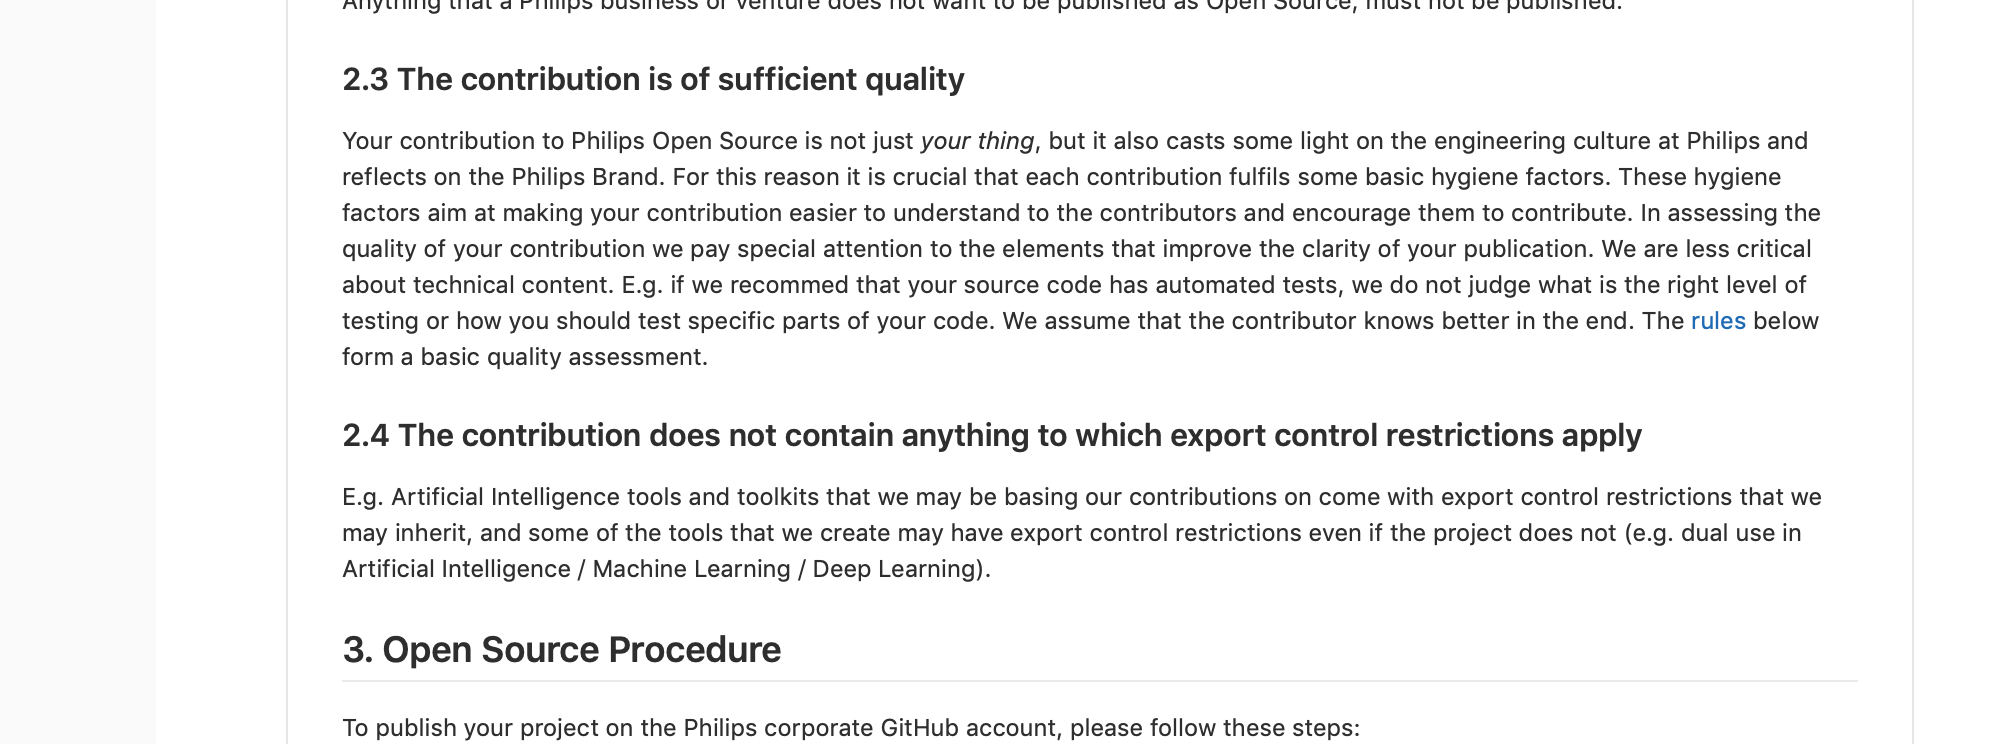 Anything that a Philips business or venture does not want to be published as Open Source, must not be published.
2.3 The contribution is of sufficient quality
Your contribution to Philips Open Source is not just your thing, but it also casts some light on the engineering culture at Philips and
reflects on the Philips Brand. For this reason it is crucial that each contribution fulfils some basic hygiene factors. These hygiene
factors aim at making your contribution easier to understand to the contributors and encourage them to contribute. In assessing the
quality of your contribution we pay special attention to the elements that improve the clarity of your publication. We are less critical
about technical content. E.g. if we recommed that your source code has automated tests, we do not judge what is the right level of
testing or how you should test specific parts of your code. We assume that the contributor knows better in the end. The rules below
form a basic quality assessment.
2.4 The contribution does not contain anything to which export control restrictions apply
E.g. Artificial Intelligence tools and toolkits that we may be basing our contributions on come with export control restrictions that we
may inherit, and some of the tools that we create may have export control restrictions even if the project does not (e.g. dual use in
Artificial Intelligence / Machine Learning / Deep Learning).
3. Open Source Procedure
To publish your project on the Philips corporate GitHub account, please follow these steps: